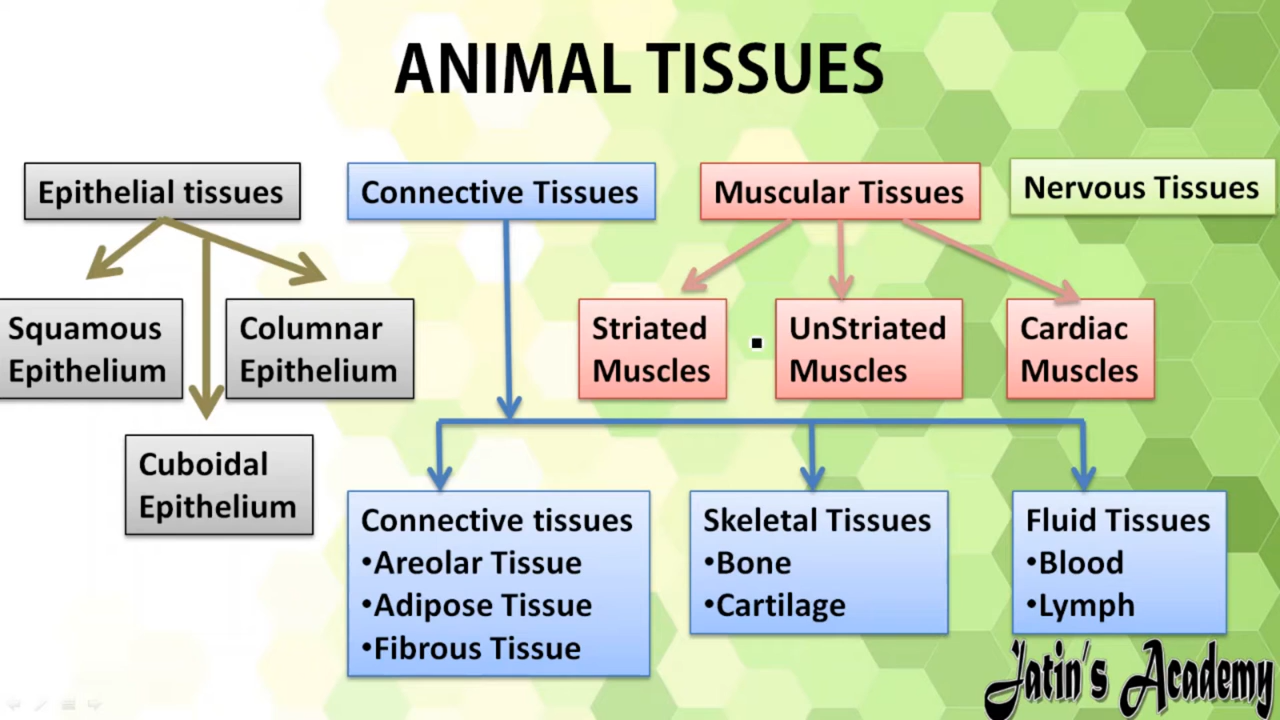 ANIMAL TISSUES
Epithelial tissues
Connective Tissues
Muscular Tissues
Nervous Tissues
Squamous
Epithelium
Columnar
Epithelium
Cuboidal
Epithelium
Striated
Muscles
UnStriated
Muscles
Cardiac
Muscles
Connective tissues
•Areolar Tissue
•Adipose Tissue
•Fibrous Tissue
Skeletal Tissues
•Bone
•Cartilage
Fluid Tissues
•Blood
•Lymph
Jatin's Academy